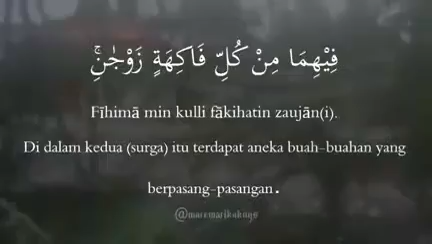 فِيْهِمَا مِنْ كُلِّ فَاكِهَةٍ زَوْجٰنِۚ
Fīhimā min kulli fākihatin zaujān(i).
Di dalam kedua (surga) itu terdapat aneka buah-buahan yang
berpasang-pasangan.